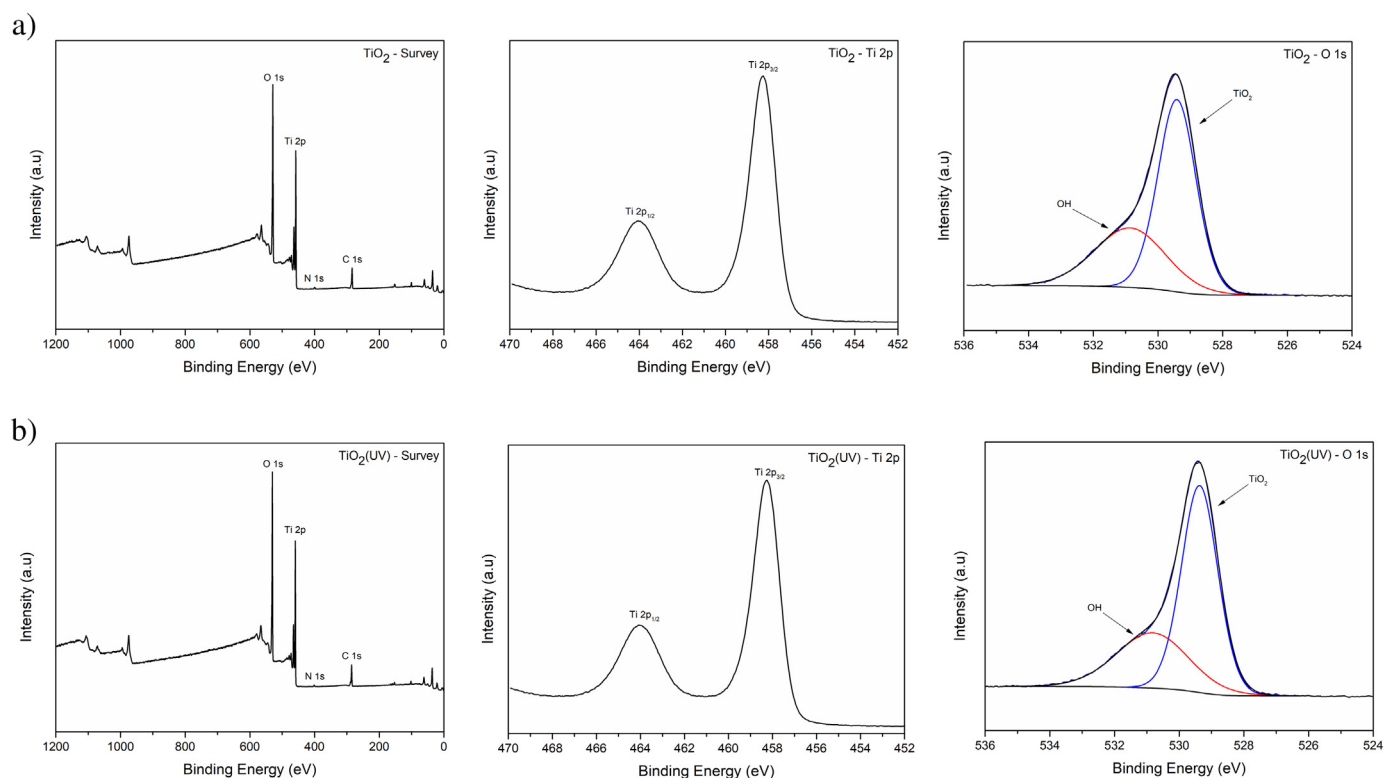 a)
TiO2 - Survey
O 1s
Ti 2p
N 1s
C 1s
Intensity (a.u)
1200 1000 800 600 400 200 0
Binding Energy (eV)
TiO2 - Ti 2p
Ti 2p3/2
Ti 2p1/2
Intensity (a.u)
470 468 466 464 462 460 458 456 454 452
Binding Energy (eV)
TiO2 - O 1s
TiO2
OH
Intensity (a.u)
536 534 532 530 528 526 524
Binding Energy (eV)
b)
TiO2(UV) - Survey
O 1s
Ti 2p
N 1s
C 1s
Intensity (a.u)
1200 1000 800 600 400 200 0
Binding Energy (eV)
TiO2(UV) - Ti 2p
Ti 2p3/2
Ti 2p1/2
Intensity (a.u)
470 468 466 464 462 460 458 456 454 452
Binding Energy (eV)
TiO2(UV) - O 1s
TiO2
OH
Intensity (a.u)
536 534 532 530 528 526 524
Binding Energy (eV)